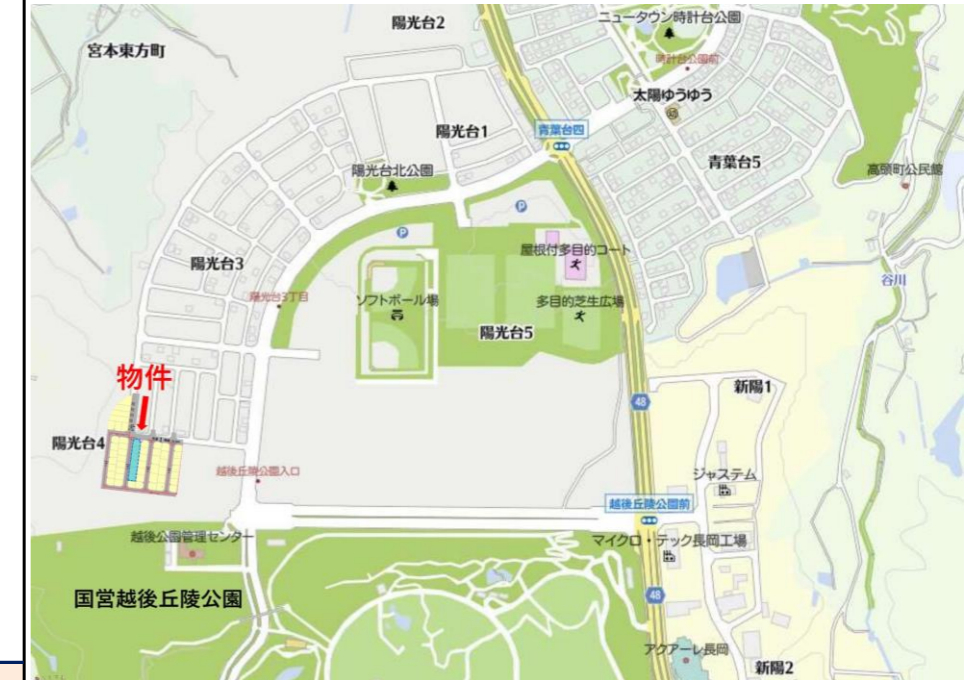 ニュータウン時計台公園
陽光台2
宮本東方町
時計台公園前
太陽ゆうゆう
陽光台1
青葉台四
青葉台5
陽光台北公園
高頭町公民館
P
P
屋根付多目的コート
陽光台3
谷川
陽光台3丁目
ソフトボール場
多目的芝生広場
陽光台5
物件
新陽1
48
陽光台4
越後丘陵公園入口
ジャステム
越後丘陵公園前
越後公園管理センター
マイクロ・テック長岡工場
国営越後丘陵公園
48
アクアーレ長岡
新陽2